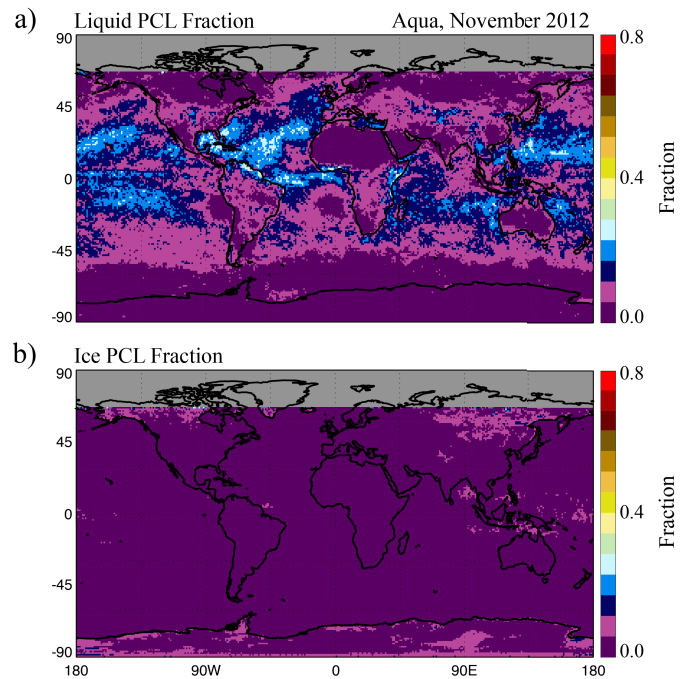 a)
Liquid PCL Fraction
Aqua, November 2012
90
45
0
-45
-90
0.8
0.4
0.0
Fraction
b)
Ice PCL Fraction
90
45
0
-45
-90
0.8
0.4
0.0
Fraction
180
90W
0
90E
180